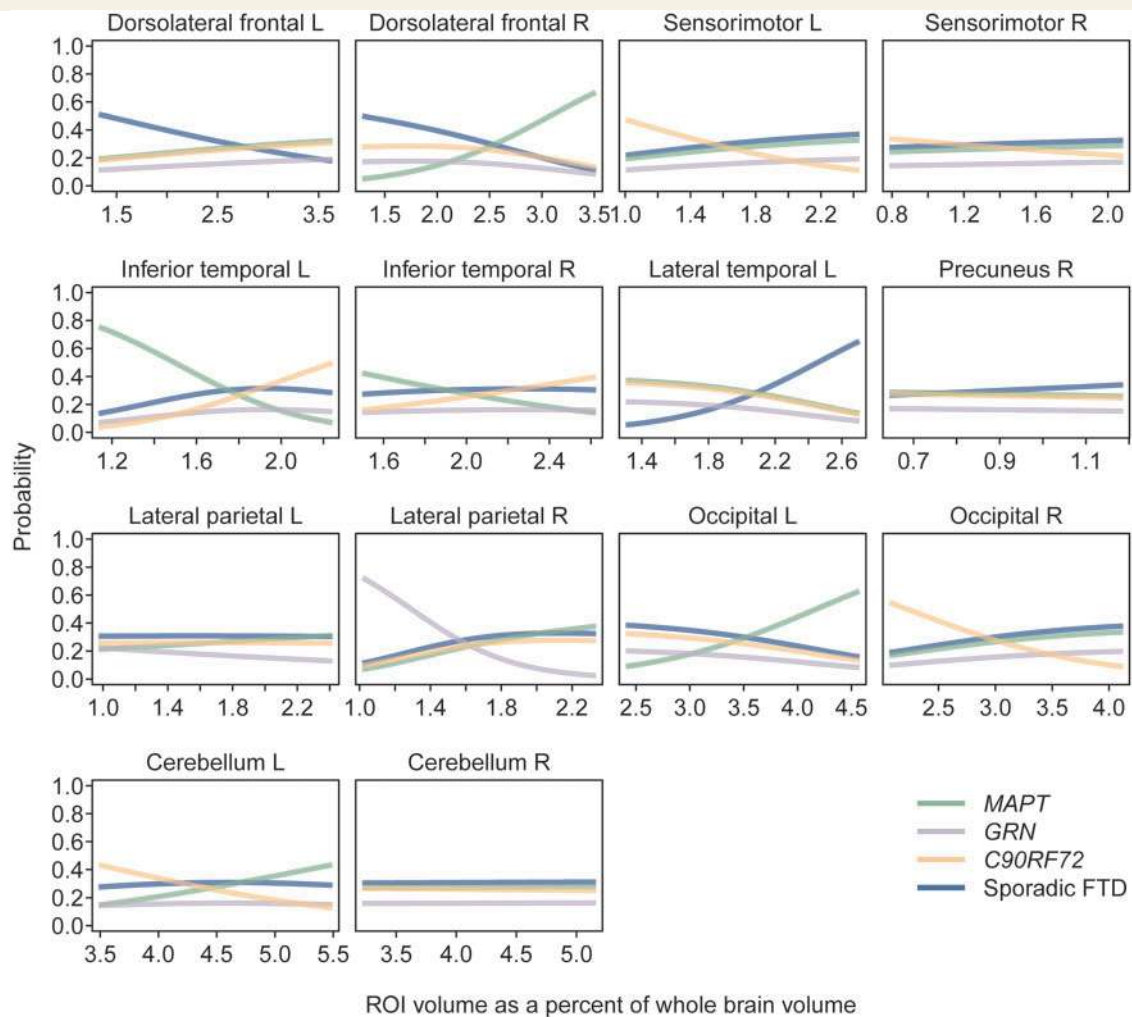 Dorsolateral frontal L Dorsolateral frontal R Sensorimotor L Sensorimotor R
1.0
0.8
0.6
0.4
0.2
0.0
1.5 2.5 3.5 1.5 2.0 2.5 3.0 3.5 1.0 1.4 1.8 2.2 0.8 1.2 1.6 2.0
Inferior temporal L Inferior temporal R Lateral temporal L Precuneus R
1.0
0.8
0.6
0.4
0.2
0.0
1.2 1.6 2.0 1.6 2.0 2.4 1.4 1.8 2.2 2.6 0.7 0.9 1.1
Probability
Lateral parietal L Lateral parietal R Occipital L Occipital R
1.0
0.8
0.6
0.4
0.2
0.0
1.0 1.4 1.8 2.2 1.0 1.4 1.8 2.2 2.5 3.0 3.5 4.0 4.5 2.5 3.0 3.5 4.0
Cerebellum L Cerebellum R
1.0
0.8
0.6
0.4
0.2
0.0
3.5 4.0 4.5 5.0 5.5 3.5 4.0 4.5 5.0
MAPT
GRN
C90RF72
Sporadic FTD
ROI volume as a percent of whole brain volume